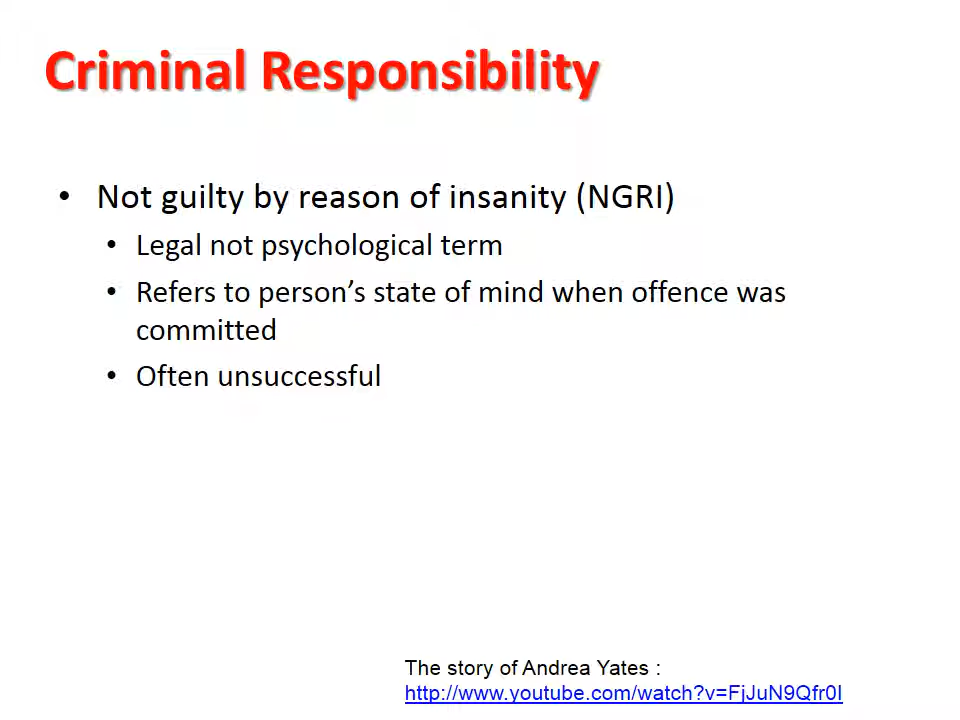 Criminal Responsibility
• Not guilty by reason of insanity (NGRI)
• Legal not psychological term
• Refers to person’s state of mind when offence was
committed
• Often unsuccessful
The story of Andrea Yates :
http://www.youtube.com/watch?v=FjJuN9Qfr0I